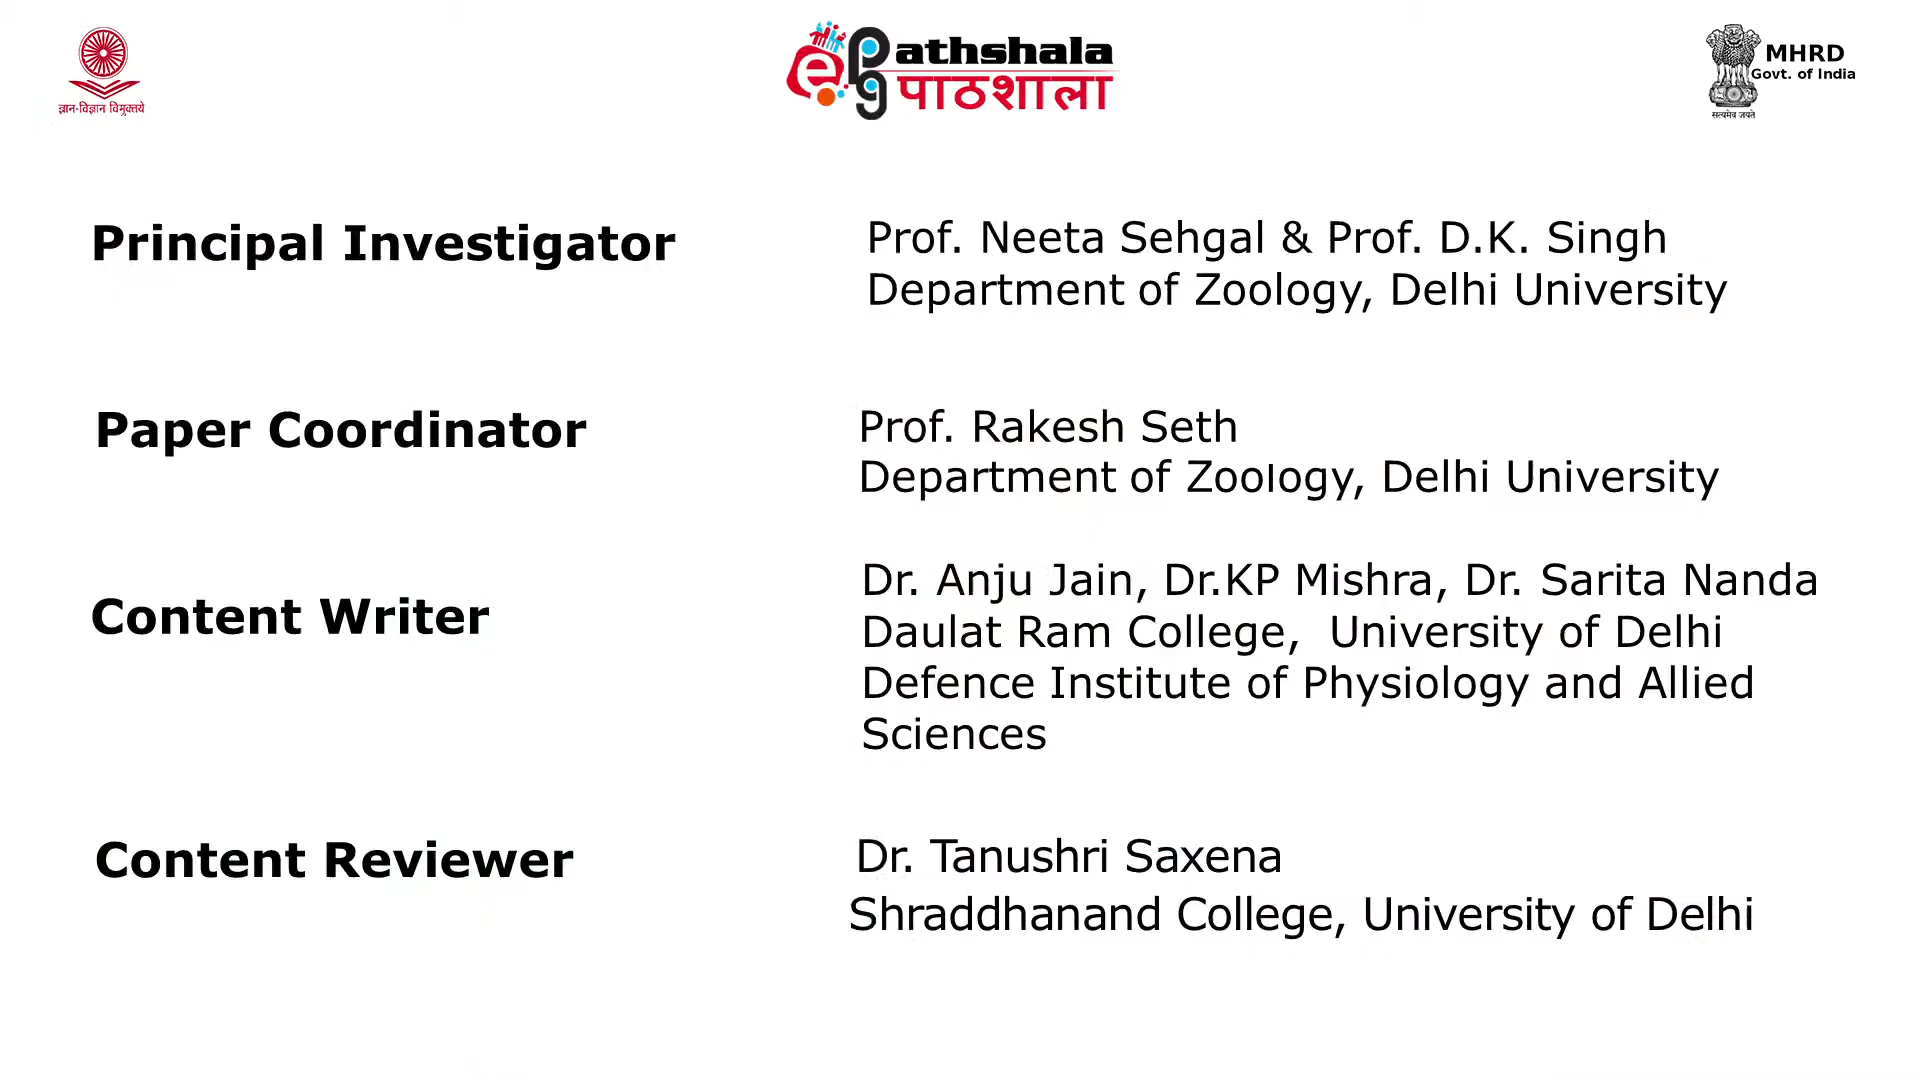 ज्ञान-विज्ञान विमुक्तये
e PG Pathshala
पाठशाला
MHRD
Govt. of India
सत्यमेव जयते
Principal Investigator
Prof. Neeta Sehgal & Prof. D.K. Singh
Department of Zoology, Delhi University
Paper Coordinator
Prof. Rakesh Seth
Department of Zoology, Delhi University
Content Writer
Dr. Anju Jain, Dr.KP Mishra, Dr. Sarita Nanda
Daulat Ram College, University of Delhi
Defence Institute of Physiology and Allied
Sciences
Content Reviewer
Dr. Tanushri Saxena
Shraddhanand College, University of Delhi